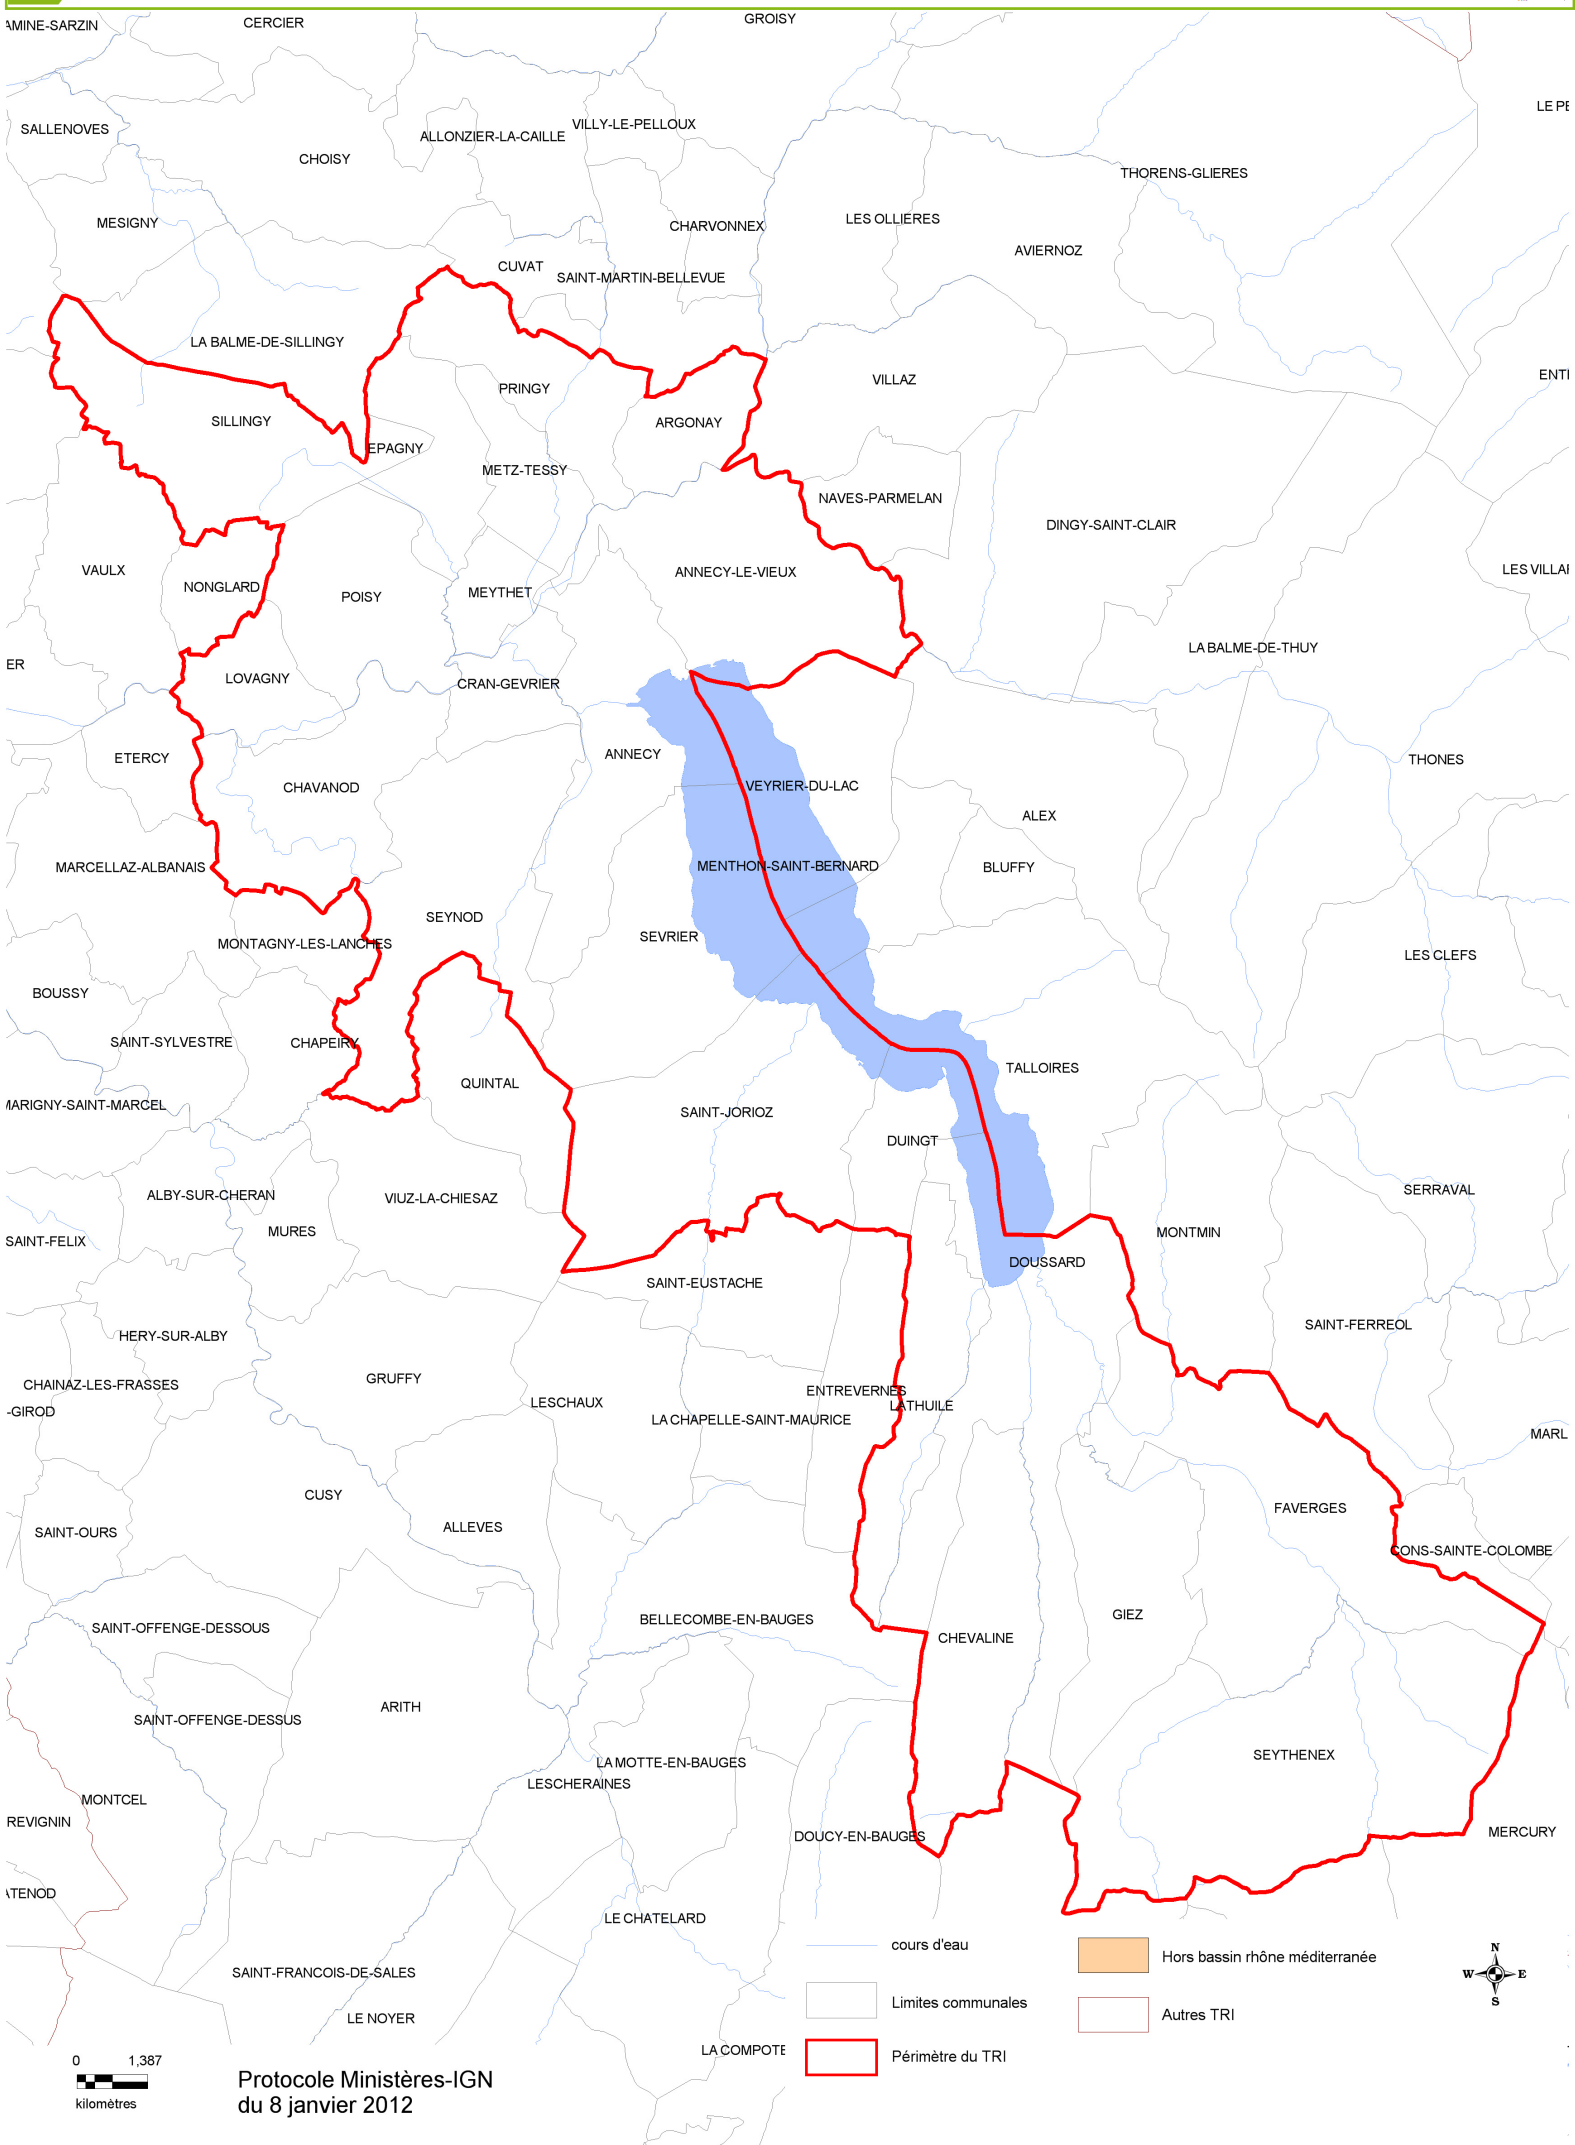 GROISY
CERCIER
AMINE-SARZIN
LE PE
SALLENOVES
VILLY-LE-PELLOUX
ALLONZIER-LA-CAILLE
CHOISY
THORENS-GLIERES
MESIGNY
CHARVONNEX
LES OLLIERES
AVIERNOZ
CUVAT
SAINT-MARTIN-BELLEVUE
LA BALME-DE-SILLINGY
VILLAZ
ENTI
PRINGY
SILLINGY
ARGONAY
EPAGNY
METZ-TESSY
NAVES-PARMELAN
DINGY-SAINT-CLAIR
VAULX
ANNECY-LE-VIEUX
LES VILLAR
NONGLARD
POISY
MEYTHET
LA BALME-DE-THUY
ER
LOVAGNY
CRAN-GEVRIER
ETERCY
ANNECY
THONES
CHAVANOD
VEYRIER-DU-LAC
ALEX
MARCELLAZ-ALBANAIS
MENTHON-SAINT-BERNARD
BLUFFY
SEYNOD
SEVRIER
MONTAGNY-LES-LANCHES
LES CLEFS
BOUSSY
SAINT-SYLVESTRE
CHAPEIRY
TALLOIRES
QUINTAL
MARIGNY-SAINT-MARCEL
SAINT-JORIOZ
DUINGT
ALBY-SUR-CHERAN
VIUZ-LA-CHIESAZ
SERRAVAL
MURES
MONTMIN
SAINT-FELIX
DOUSSARD
SAINT-EUSTACHE
SAINT-FERREOL
HERY-SUR-ALBY
GRUFFY
CHAINAZ-LES-FRASSES
ENTREVERNES
LESCHAUX
LATHUILE
-GIROD
LA CHAPELLE-SAINT-MAURICE
MARL
CUSY
FAVERGES
ALLEVES
SAINT-OURS
CONS-SAINTE-COLOMBE
GIEZ
BELLECOMBE-EN-BAUGES
SAINT-OFFENGE-DESSOUS
CHEVALINE
ARITH
SAINT-OFFENGE-DESSUS
SEYTHENEX
LA MOTTE-EN-BAUGES
LESCHERAINES
MONTCEL
REVIGNIN
MERCURY
DOUCY-EN-BAUGES
ATENOD
LE CHATELARD
SAINT-FRANCOIS-DE-SALES
LE NOYER
LA COMPOTE
cours d'eau
Limites communales
Périmètre du TRI
Hors bassin rhône méditerranée
Autres TRI
N
W E
S
0 1,387
kilomètres
Protocole Ministères-IGN
du 8 janvier 2012